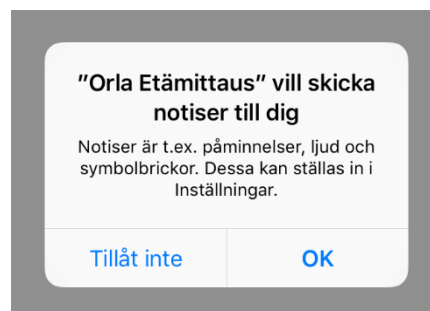 ”Orla Etämittaus” vill skicka
notiser till dig
Notiser är t.ex. påminnelser, ljud och
symbolbrickor. Dessa kan ställas in i
Inställningar.
Tillåt inte
OK